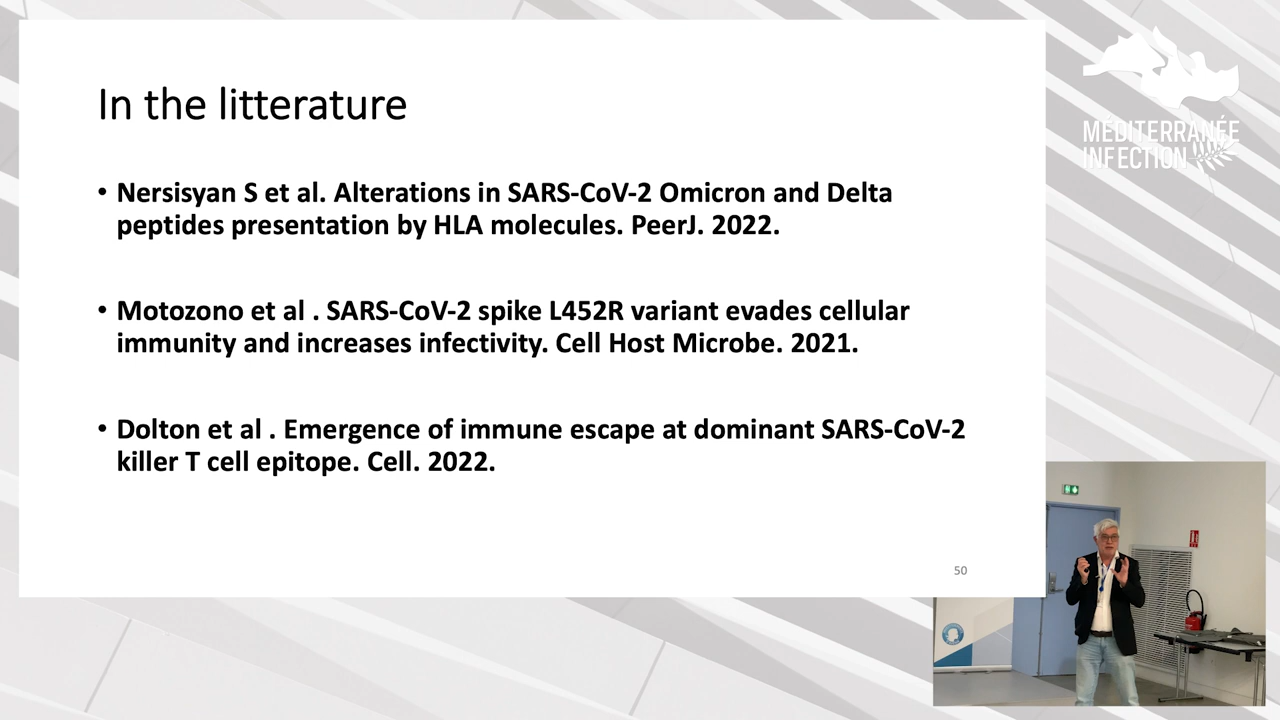 In the litterature
• Nersisyan S et al. Alterations in SARS-CoV-2 Omicron and Delta
peptides presentation by HLA molecules. PeerJ. 2022.
• Motozono et al . SARS-CoV-2 spike L452R variant evades cellular
immunity and increases infectivity. Cell Host Microbe. 2021.
• Dolton et al . Emergence of immune escape at dominant SARS-CoV-2
killer T cell epitope. Cell. 2022.
50
MÉDITERRANÉE
INFECTION